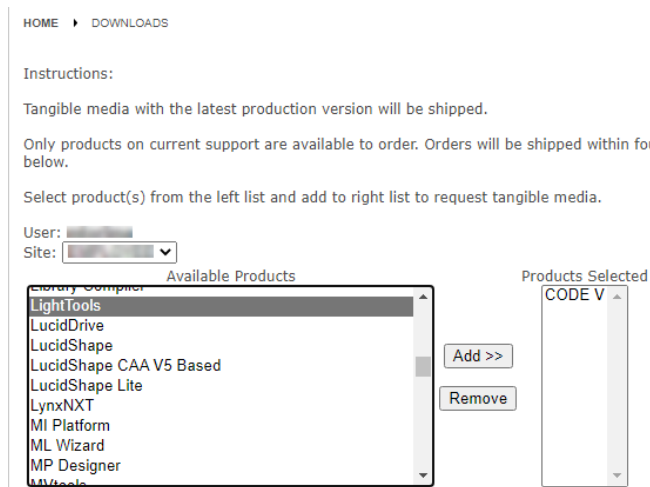 HOME ▸ DOWNLOADS
Instructions:
Tangible media with the latest production version will be shipped.
Only products on current support are available to order. Orders will be shipped within
below.
Select product(s) from the left list and add to right list to request tangible media.
User:
Site:
Available Products
Products Selected
Library Compiler
LightTools
CODE V
LucidDrive
LucidShape
LucidShape CAA V5 Based
Add >>
LucidShape Lite
LynxNXT
Remove
MI Platform
ML Wizard
MP Designer
MVtools